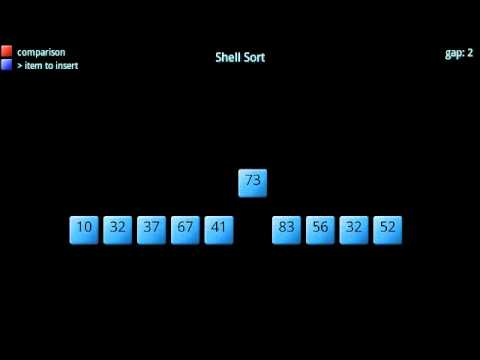 comparison
> item to insert
Shell Sort
gap: 2
73
10 32 37 67 41 83 56 32 52